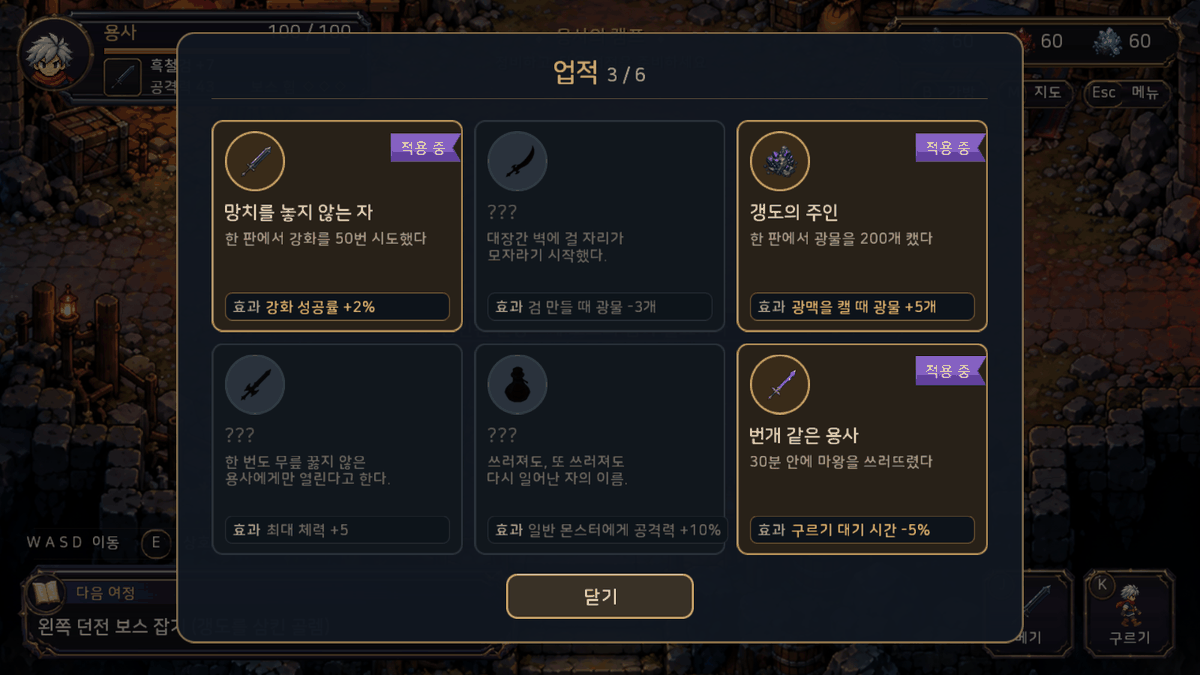 용사
100 / 100
60
60
흑철
공격
지도
Esc 메뉴
업적 3 / 6
적용 중
망치를 놓지 않는 자
한 판에서 강화를 50번 시도했다
효과 강화 성공률 +2%
???
대장간 벽에 걸 자리가
모자라기 시작했다.
효과 검 만들 때 광물 -3개
적용 중
갱도의 주인
한 판에서 광물을 200개 캤다
효과 광맥을 캘 때 광물 +5개
???
한 번도 무릎 꿇지 않은
용사에게만 열린다고 한다.
효과 최대 체력 +5
???
쓰러져도, 또 쓰러져도
다시 일어난 자의 이름.
효과 일반 몬스터에게 공격력 +10%
적용 중
번개 같은 용사
30분 안에 마왕을 쓰러뜨렸다
효과 구르기 대기 시간 -5%
닫기
WASD 이동 E
다음 여정
왼쪽 던전 보스 잡기
베기
K
구르기